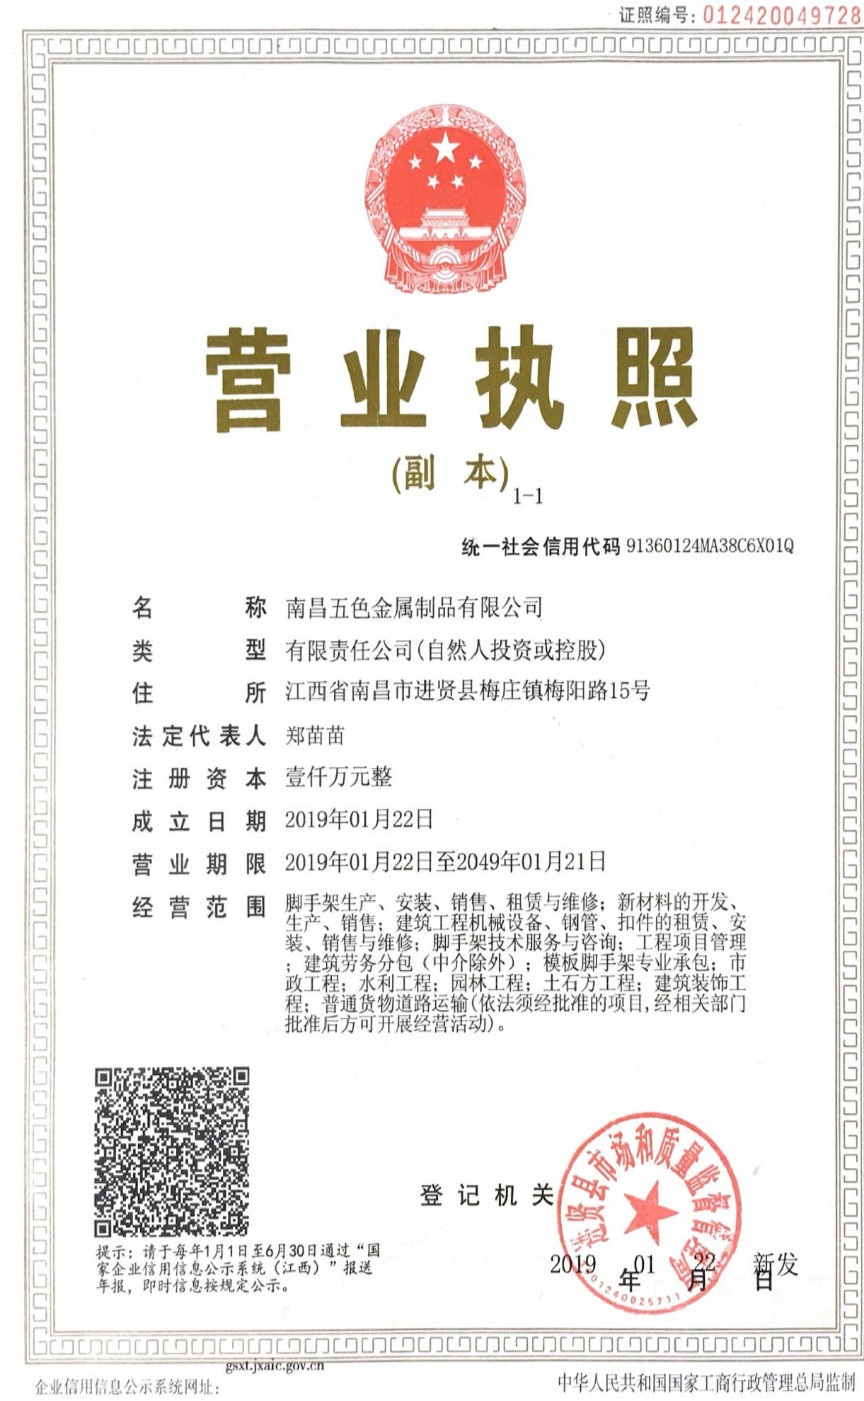 证照编号: 012420049728
营业执照
(副 本) 1-1
统一社会信用代码 91360124MA38C6X01Q
名 称 南昌五色金属制品有限公司
类 型 有限责任公司(自然人投资或控股)
住 所 江西省南昌市进贤县梅庄镇梅阳路15号
法定代表人 郑苗苗
注册资本 壹仟万元整
成立日期 2019年01月22日
营业期限 2019年01月22日至2049年01月21日
经营范围 脚手架生产、安装、销售、租赁与维修;新材料的开发、
生产、销售;建筑工程机械设备、钢管、扣件的租赁、安
装、销售与维修;脚手架技术服务与咨询;工程项目管理
;建筑劳务分包(中介除外);模板脚手架专业承包;市
政工程;水利工程;园林工程;土石方工程;建筑装饰工
程;普通货物道路运输(依法须经批准的项目,经相关部门
批准后方可开展经营活动)。
登记机关
进贤县市场和质量监督管理局
2019年01月22日 新发
01240025711
提示:请于每年1月1日至6月30日通过“国
家企业信用信息公示系统(江西)”报送
年报,即时信息按规定公示。
gsxt.jxaic.gov.cn
企业信用信息公示系统网址:
中华人民共和国国家工商行政管理总局监制